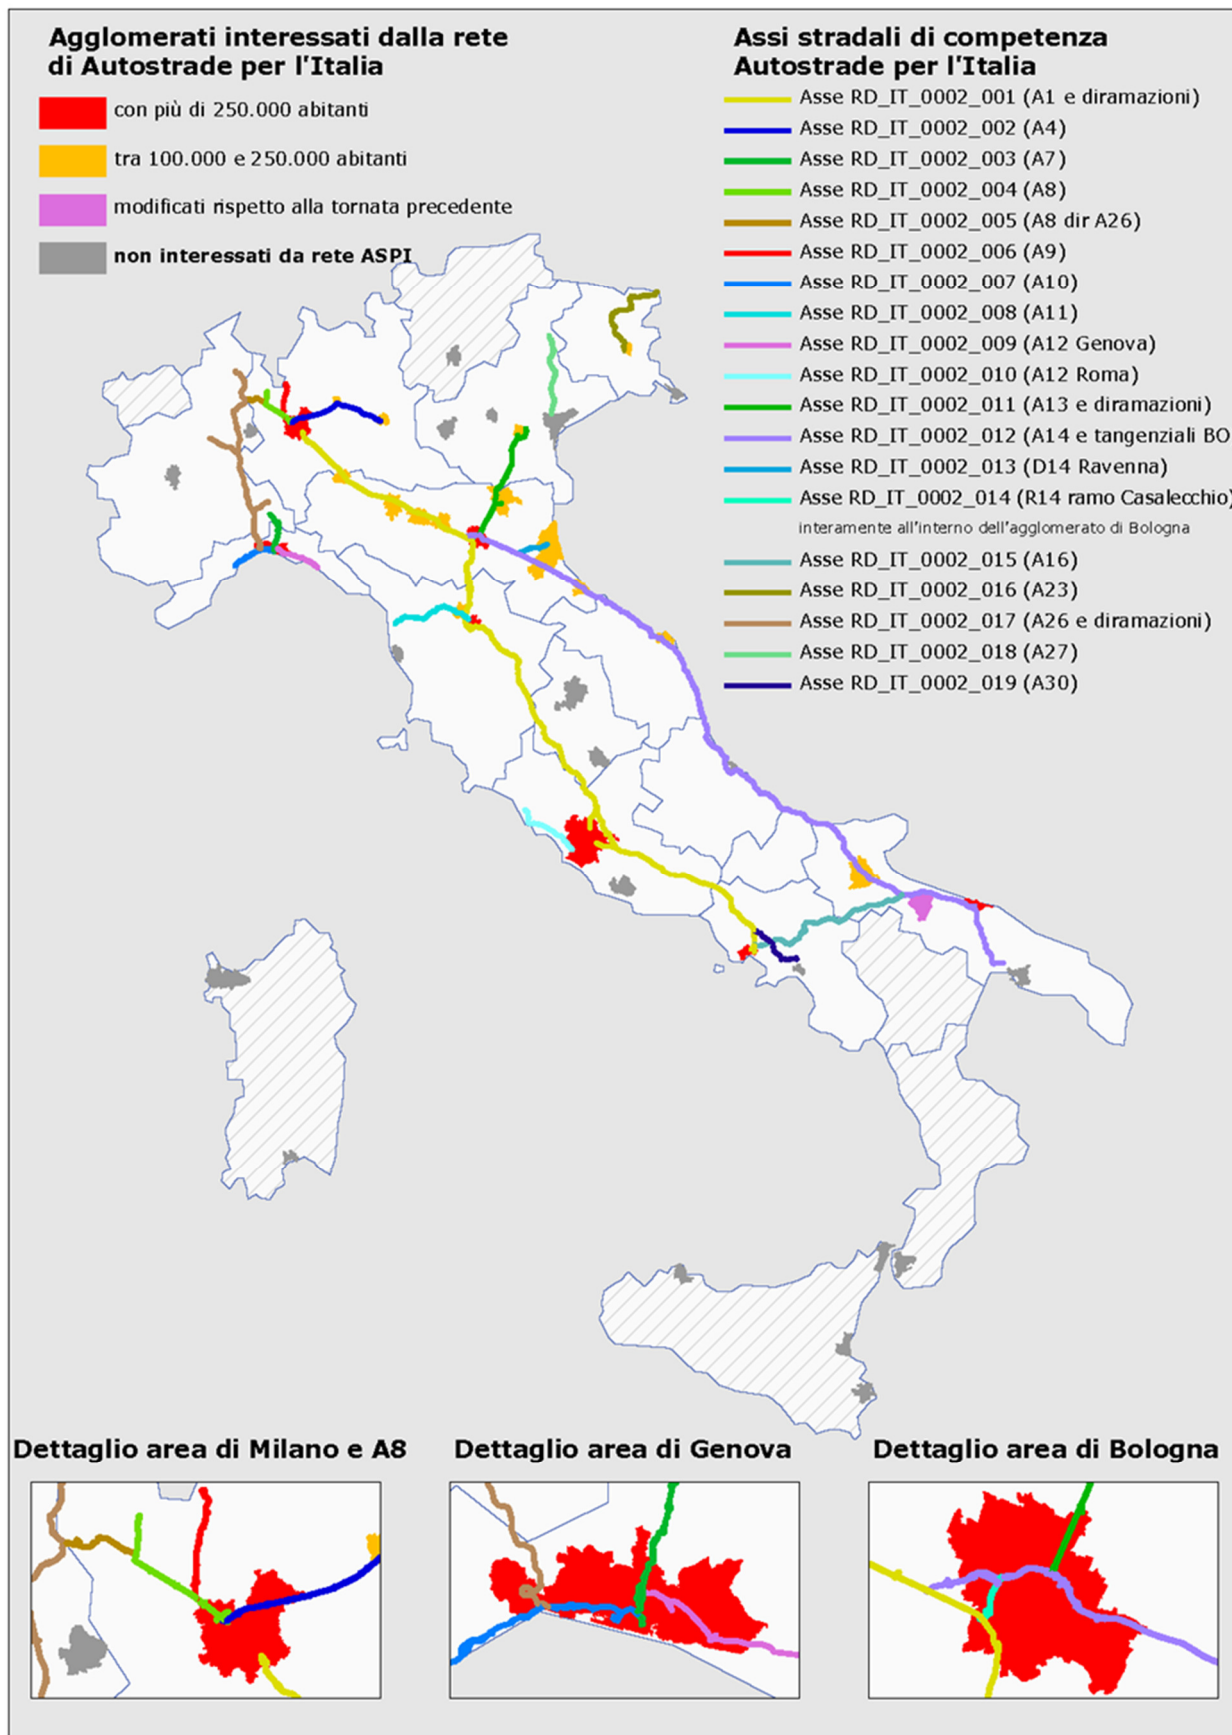 Agglomerati interessati dalla rete
di Autostrade per l'Italia
con più di 250.000 abitanti
tra 100.000 e 250.000 abitanti
modificati rispetto alla tornata precedente
non interessati da rete ASPI
Assi stradali di competenza
Autostrade per l'Italia
Asse RD_IT_0002_001 (A1 e diramazioni)
Asse RD_IT_0002_002 (A4)
Asse RD_IT_0002_003 (A7)
Asse RD_IT_0002_004 (A8)
Asse RD_IT_0002_005 (A8 dir A26)
Asse RD_IT_0002_006 (A9)
Asse RD_IT_0002_007 (A10)
Asse RD_IT_0002_008 (A11)
Asse RD_IT_0002_009 (A12 Genova)
Asse RD_IT_0002_010 (A12 Roma)
Asse RD_IT_0002_011 (A13 e diramazioni)
Asse RD_IT_0002_012 (A14 e tangenziali BO
Asse RD_IT_0002_013 (D14 Ravenna)
Asse RD_IT_0002_014 (R14 ramo Casalecchio)
interamente all'interno dell'agglomerato di Bologna
Asse RD_IT_0002_015 (A16)
Asse RD_IT_0002_016 (A23)
Asse RD_IT_0002_017 (A26 e diramazioni)
Asse RD_IT_0002_018 (A27)
Asse RD_IT_0002_019 (A30)
Dettaglio area di Milano e A8
Dettaglio area di Genova
Dettaglio area di Bologna